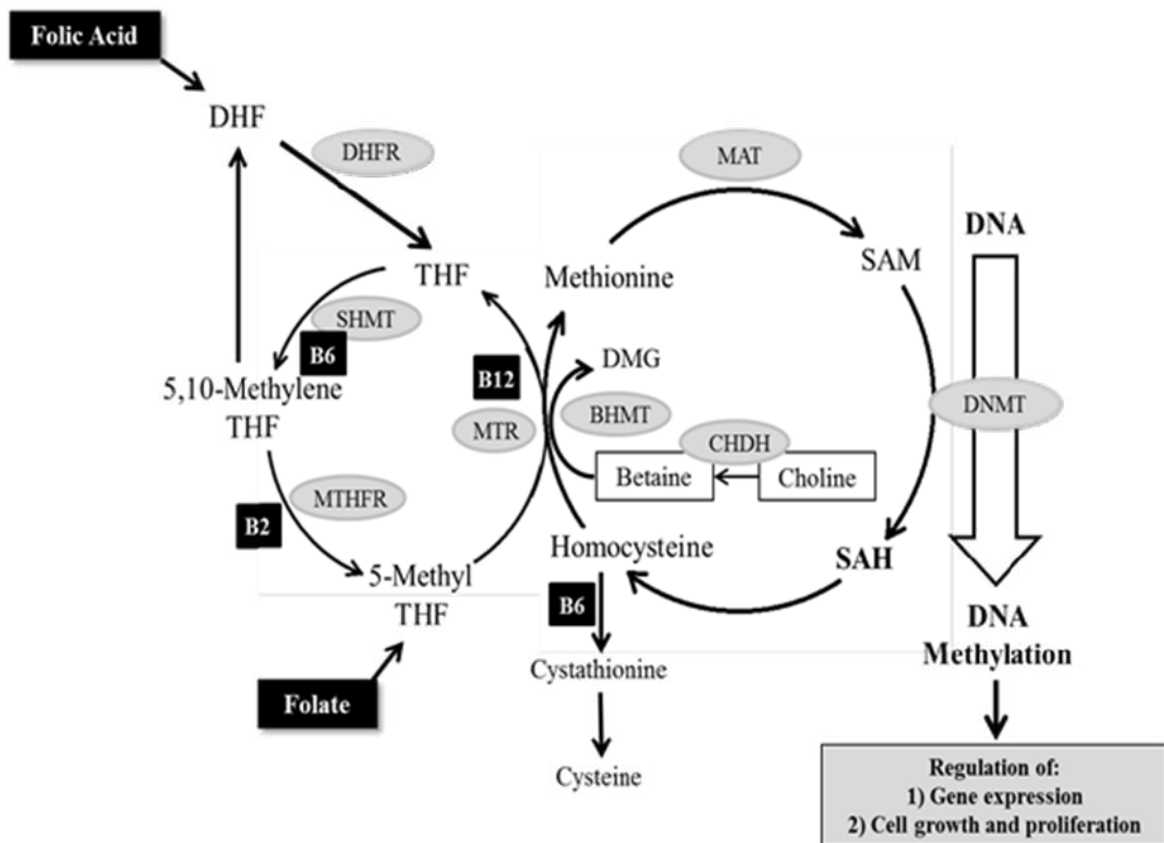 Folic Acid
DHF
DHFR
MAT
DNA
THF
Methionine
SAM
SHMT
B6
DMG
B12
5,10-Methylene
THF
MTR
BHMT
DNMT
CHDH
Betaine
Choline
MTHFR
B2
Homocysteine
SAH
5-Methyl
THF
B6
DNA
Methylation
Cystathionine
Folate
Cysteine
Regulation of:
1) Gene expression
2) Cell growth and proliferation